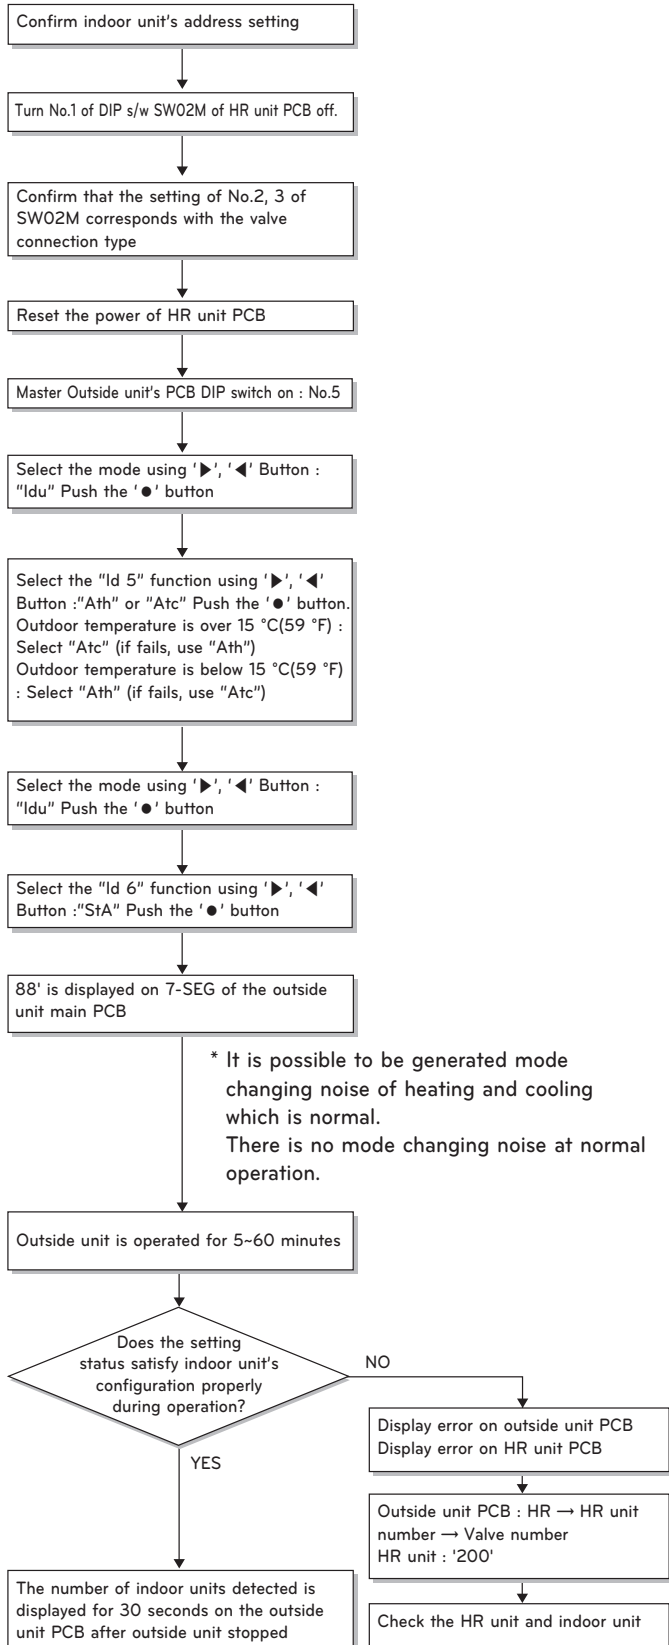 Confirm indoor unit's address setting
Turn No.1 of DIP s/w SW02M of HR unit PCB off.
Confirm that the setting of No.2, 3 of
SW02M corresponds with the valve
connection type
Reset the power of HR unit PCB
Master Outside unit's PCB DIP switch on : No.5
Select the mode using '▶', '◀' Button :
"Idu" Push the '●' button
Select the "Id 5" function using '▶', '◀'
Button :"Ath" or "Atc" Push the '●' button.
Outdoor temperature is over 15 °C(59 °F) :
Select "Atc" (if fails, use "Ath")
Outdoor temperature is below 15 °C(59 °F)
: Select "Ath" (if fails, use "Atc")
Select the mode using '▶', '◀' Button :
"Idu" Push the '●' button
Select the "Id 6" function using '▶', '◀'
Button :"StA" Push the '●' button
88' is displayed on 7-SEG of the outside
unit main PCB
* It is possible to be generated mode
changing noise of heating and cooling
which is normal.
There is no mode changing noise at normal
operation.
Outside unit is operated for 5~60 minutes
Does the setting
status satisfy indoor unit's
configuration properly
during operation?
NO
YES
Display error on outside unit PCB
Display error on HR unit PCB
Outside unit PCB : HR → HR unit
number → Valve number
HR unit : '200'
Check the HR unit and indoor unit
The number of indoor units detected is
displayed for 30 seconds on the outside
unit PCB after outside unit stopped